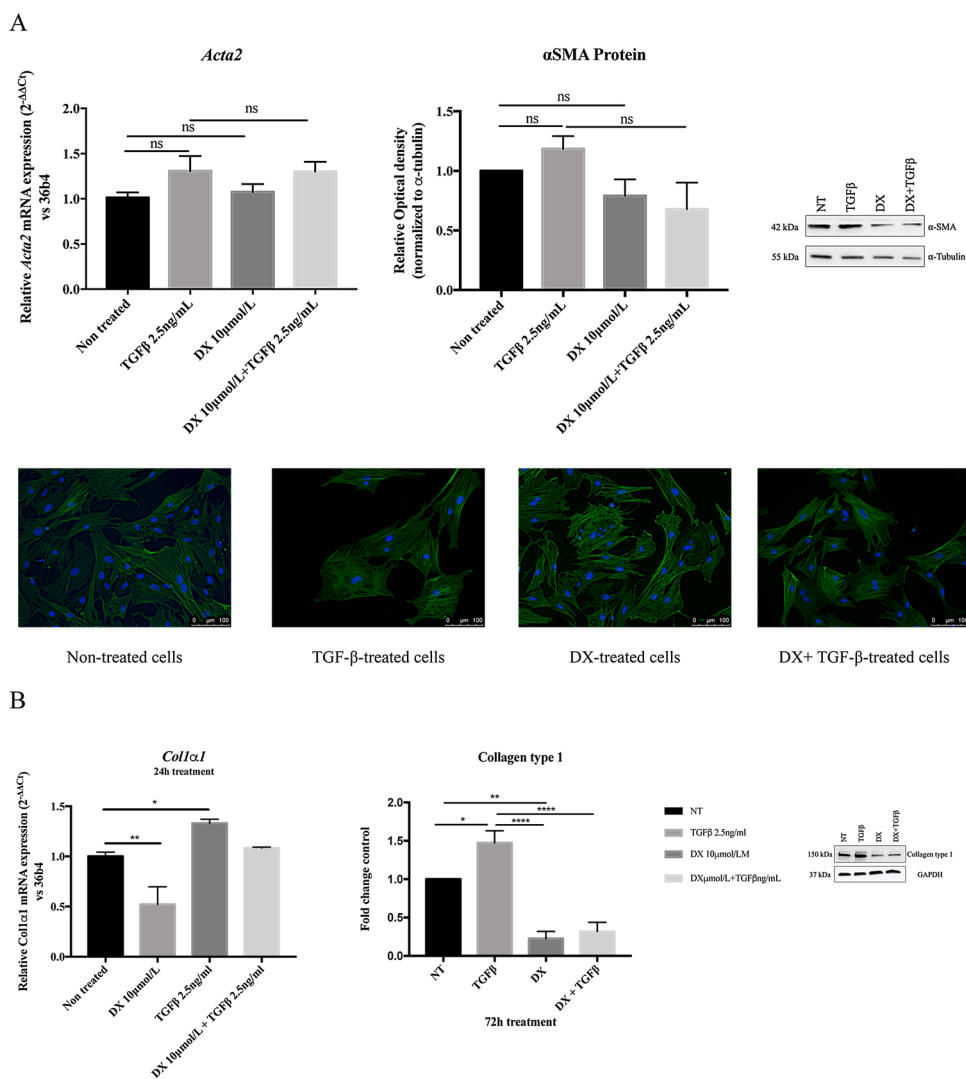 A
Acta2
Relative Acta2 mRNA expression (2-ΔΔCt)
vs 36b4
2.0
1.5
1.0
0.5
0.0
ns
ns
ns
Non treated
TGFβ 2.5ng/mL
DX 10μmol/L
DX 10μmol/L+TGFβ 2.5ng/mL
αSMA Protein
Relative Optical density
(normalized to α-tubulin)
1.5
1.0
0.5
0.0
ns
ns
ns
Non treated
TGFβ 2.5ng/mL
DX 10μmol/L
DX 10μmol/L+TGFβ 2.5ng/mL
NT
TGFβ
DX
DX+TGFβ
42 kDa
α-SMA
55 kDa
α-Tubulin
0 μm 100
0 μm 100
0 μm 100
0 μm 100
Non-treated cells
TGF-β-treated cells
DX-treated cells
DX+ TGF-β-treated cells
B
Col1α1
24h treatment
Relative Col1α1 mRNA expression (2-ΔΔCt)
vs 36b4
1.5
1.0
0.5
0.0
*
**
Non treated
DX 10μmol/L
TGFβ 2.5ng/ml
DX 10μmol/L + TGFβ 2.5ng/ml
Collagen type 1
Fold change control
2.0
1.5
1.0
0.5
0.0
**
****
*
****
NT
TGFβ
DX
DX + TGFβ
72h treatment
NT
TGFβ 2.5ng/ml
DX 10μmol/LM
DXμmol/L+TGFβng/mL
NT
TGFβ
DX
DX+TGFβ
150 kDa
Collagen type 1
37 kDa
GAPDH